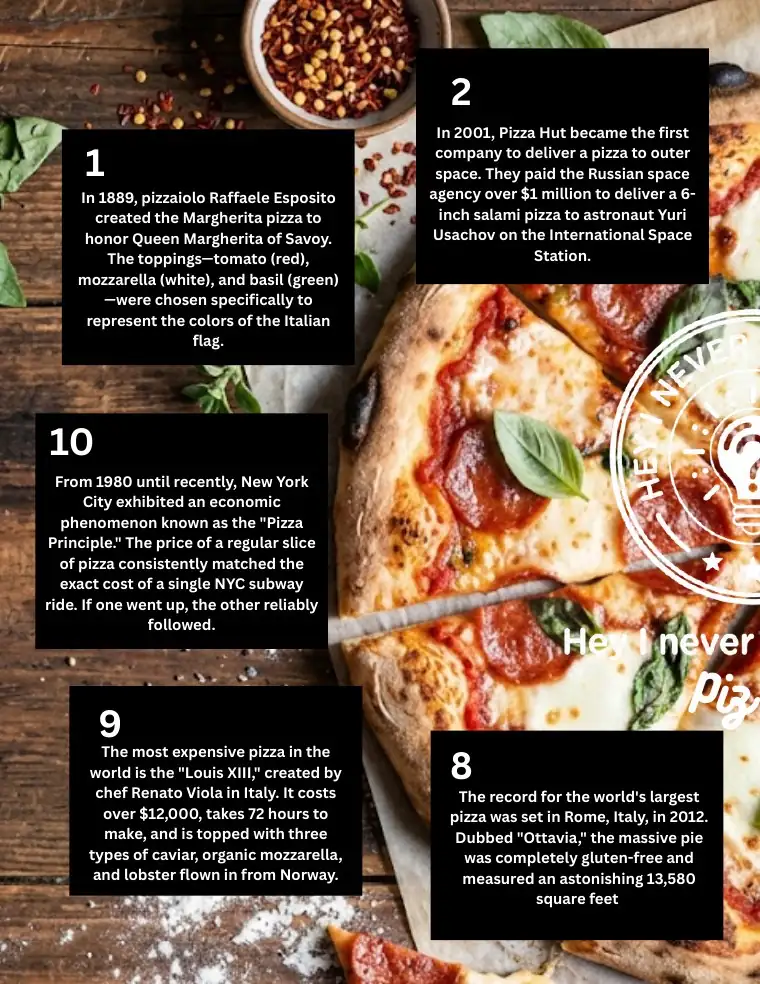 1
In 1889, pizzaiolo Raffaele Esposito
created the Margherita pizza to
honor Queen Margherita of Savoy.
The toppings—tomato (red),
mozzarella (white), and basil (green)
—were chosen specifically to
represent the colors of the Italian
flag.
2
In 2001, Pizza Hut became the first
company to deliver a pizza to outer
space. They paid the Russian space
agency over $1 million to deliver a 6-
inch salami pizza to astronaut Yuri
Usachov on the International Space
Station.
HEY I NEVER
Hey I never
Piz
10
From 1980 until recently, New York
City exhibited an economic
phenomenon known as the "Pizza
Principle." The price of a regular slice
of pizza consistently matched the
exact cost of a single NYC subway
ride. If one went up, the other reliably
followed.
9
The most expensive pizza in the
world is the "Louis XIII," created by
chef Renato Viola in Italy. It costs
over $12,000, takes 72 hours to
make, and is topped with three
types of caviar, organic mozzarella,
and lobster flown in from Norway.
8
The record for the world's largest
pizza was set in Rome, Italy, in 2012.
Dubbed "Ottavia," the massive pie
was completely gluten-free and
measured an astonishing 13,580
square feet